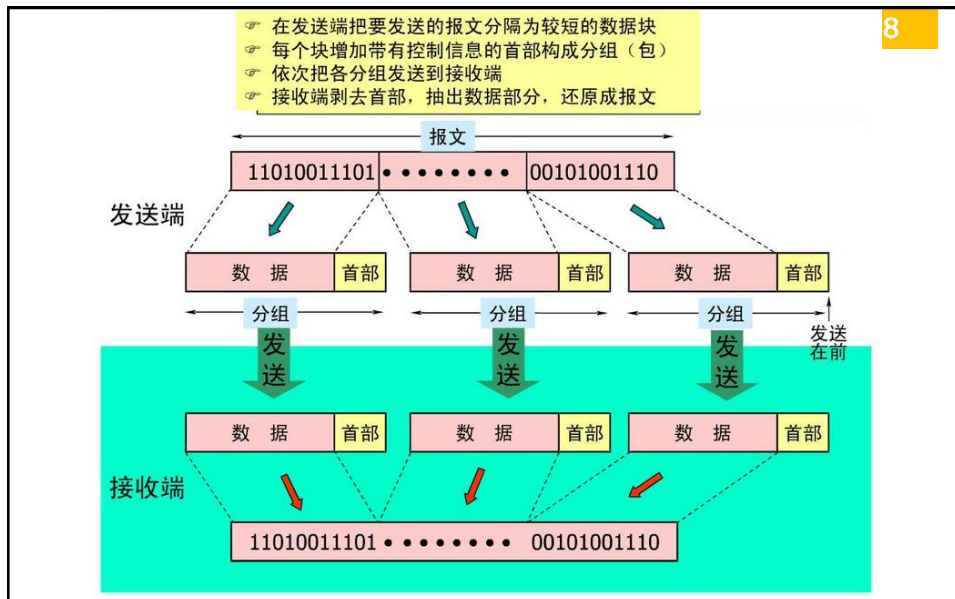 8
在发送端把要发送的报文分隔为较短的数据块
每个块增加带有控制信息的首部构成分组（包）
依次把各分组发送到接收端
接收端剥去首部，抽出数据部分，还原成报文
报文
11010011101 • • • • • • • • 00101001110
发送端
数 据 首部 数 据 首部 数 据 首部
分组 分组 分组
发送
在前
发送 发送 发送
数 据 首部 数 据 首部 数 据 首部
接收端
11010011101 • • • • • • • • 00101001110